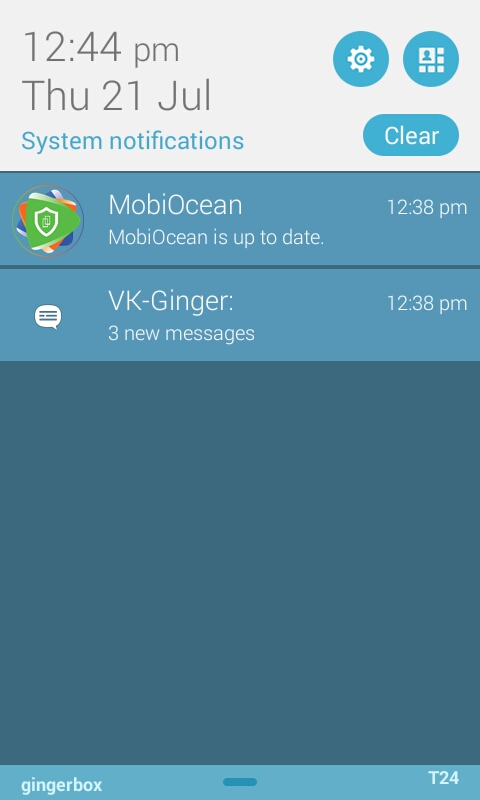 12:44 pm
Thu 21 Jul
System notifications
Clear
MobiOcean
12:38 pm
MobiOcean is up to date.
VK-Ginger:
12:38 pm
3 new messages
gingerbox
T24